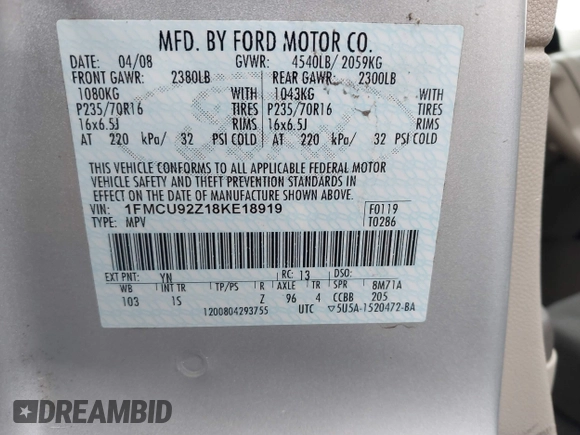 MFD. BY FORD MOTOR CO.
DATE: 04/08 GVWR: 4540LB/ 2059KG
FRONT GAWR: 2380LB REAR GAWR: 2300LB
1080KG WITH 1043KG WITH
P235/70R16 TIRES P235/70R16 TIRES
16x6.5J RIMS 16x6.5J RIMS
AT 220 kPa/ 32 PSI COLD AT 220 kPa/ 32 PSI COLD
THIS VEHICLE CONFORMS TO ALL APPLICABLE FEDERAL MOTOR
VEHICLE SAFETY AND THEFT PREVENTION STANDARDS IN EFFECT
ON THE DATE OF MANUFACTURE SHOWN ABOVE.
VIN: 1FMCU92Z18KE18919 F0119
TYPE: MPV T0286
EXT PNT: YN RC: 13 DSO:
WB INT TR TP/PS R AXLE TR SPR 8M71A
103 IS Z 96 4 CCBB 205
1200804293755 UTC ▽5U5A-1520472-BA
DREAMBID